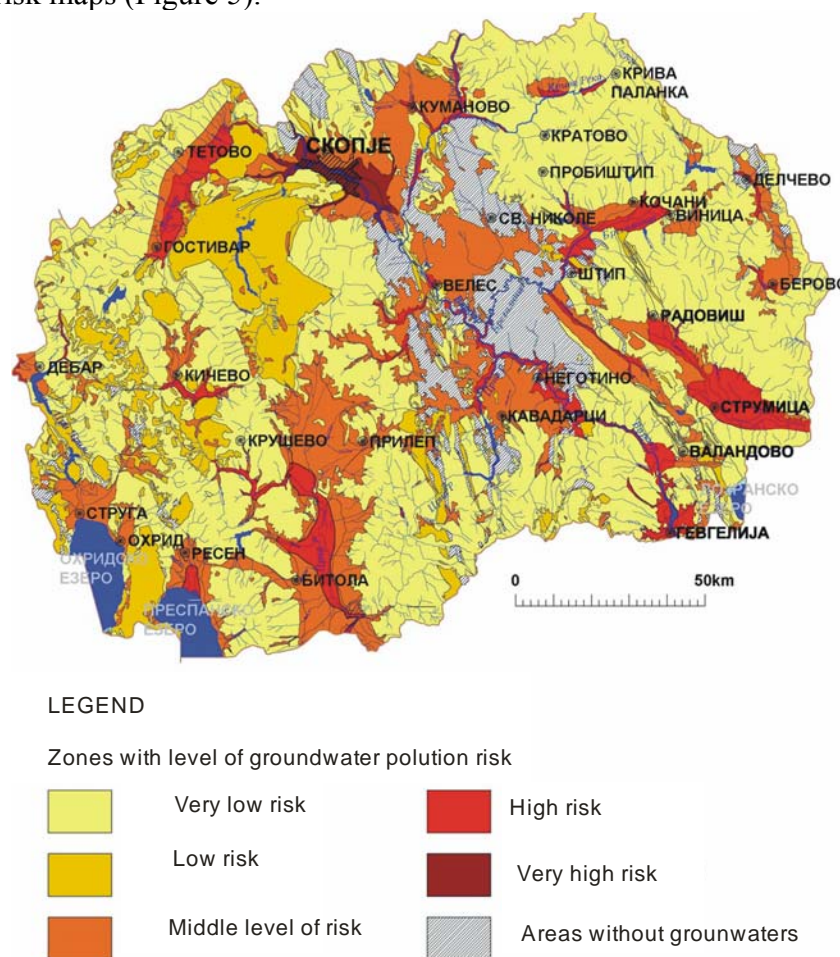 risk maps (Figure 5).
КРИВА
ПАЛАНКА
КУМАНОВО
КРАТОВО
СКОПЈЕ
ТЕТОВО
ПРОБИШТИП
ДЕЛЧЕВО
КОЧАНИ
ВИНИЦА
СВ. НИКОЛЕ
ГОСТИВАР
ШТИП
ВЕЛЕС
БЕРОВО
РАДОВИШ
ДЕБАР
КИЧЕВО
НЕГОТИНО
СТРУМИЦА
КАВАДАРЦИ
КРУШЕВО
ПРИЛЕП
ВАЛАНДОВО
ЕЗЕРО
СТРУГА
ГЕВГЕЛИЈА
ОХРИД
РЕСЕН
ЕЗЕРО
БИТОЛА
ЕЗЕРО
0 50km
LEGEND
Zones with level of groundwater polution risk
Very low risk
High risk
Low risk
Very high risk
Middle level of risk
Areas without grounwaters